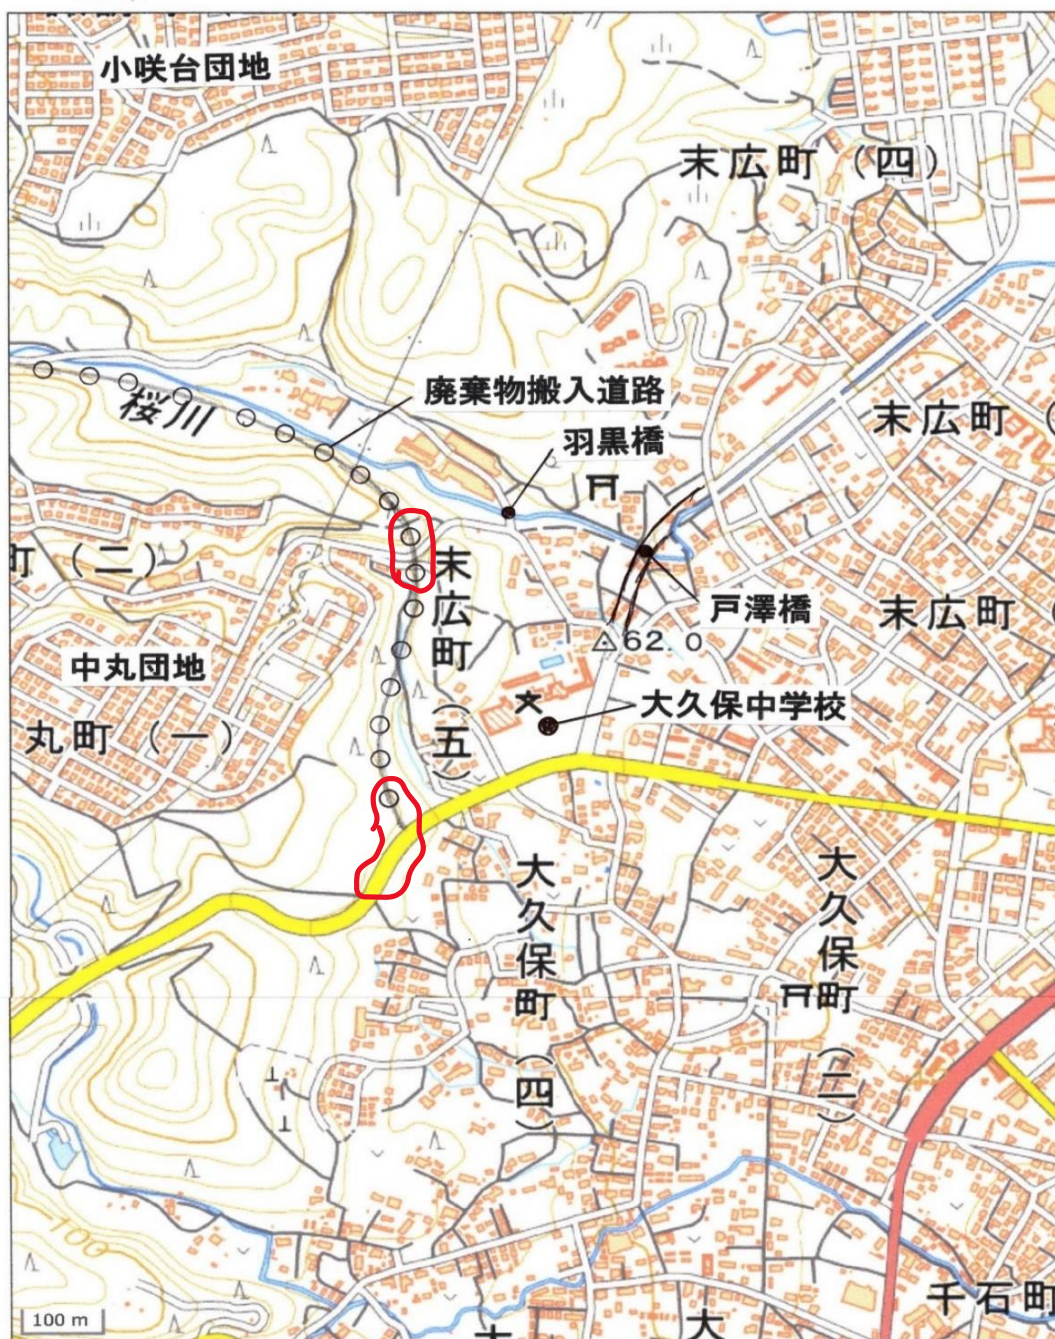 小咲台団地
末広町（四）
廃棄物搬入道路
桜川
末広町（
羽黒橋
町（二）
末広町（五）
戸澤橋
末広町（
62.0
中丸団地
大久保中学校
丸町（一）
大久保町（四）
大久保町（二）
100
千石町
大
大
100 m